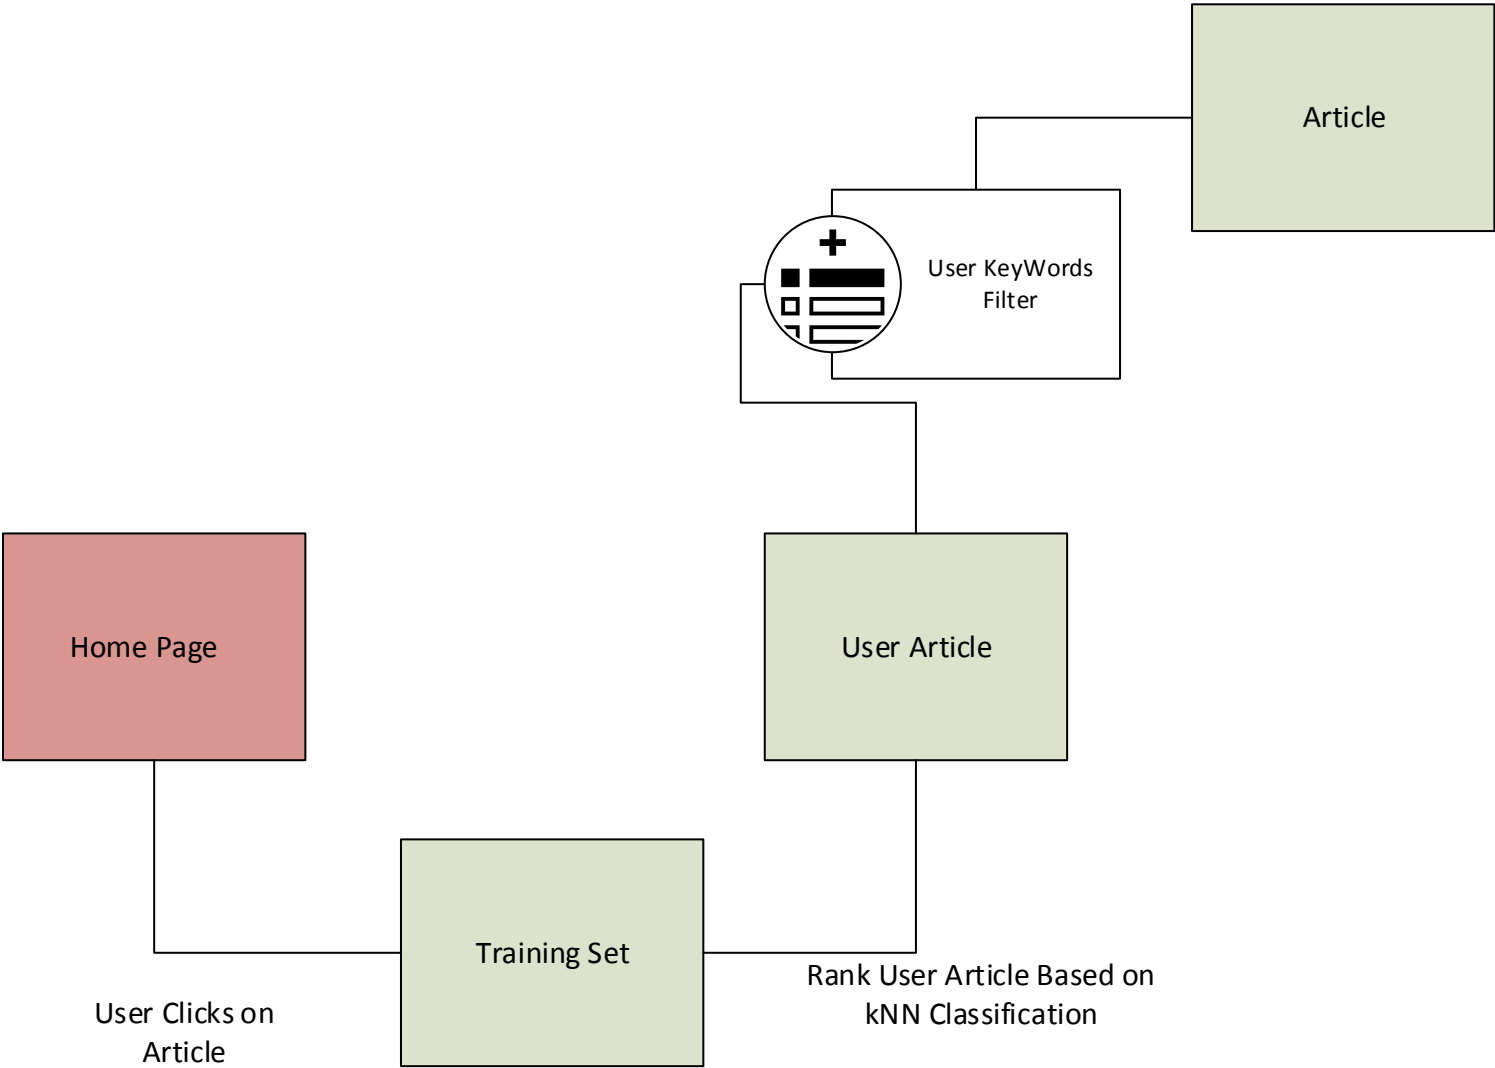 Article
User KeyWords
Filter
Home Page
User Article
Training Set
Rank User Article Based on
kNN Classification
User Clicks on
Article